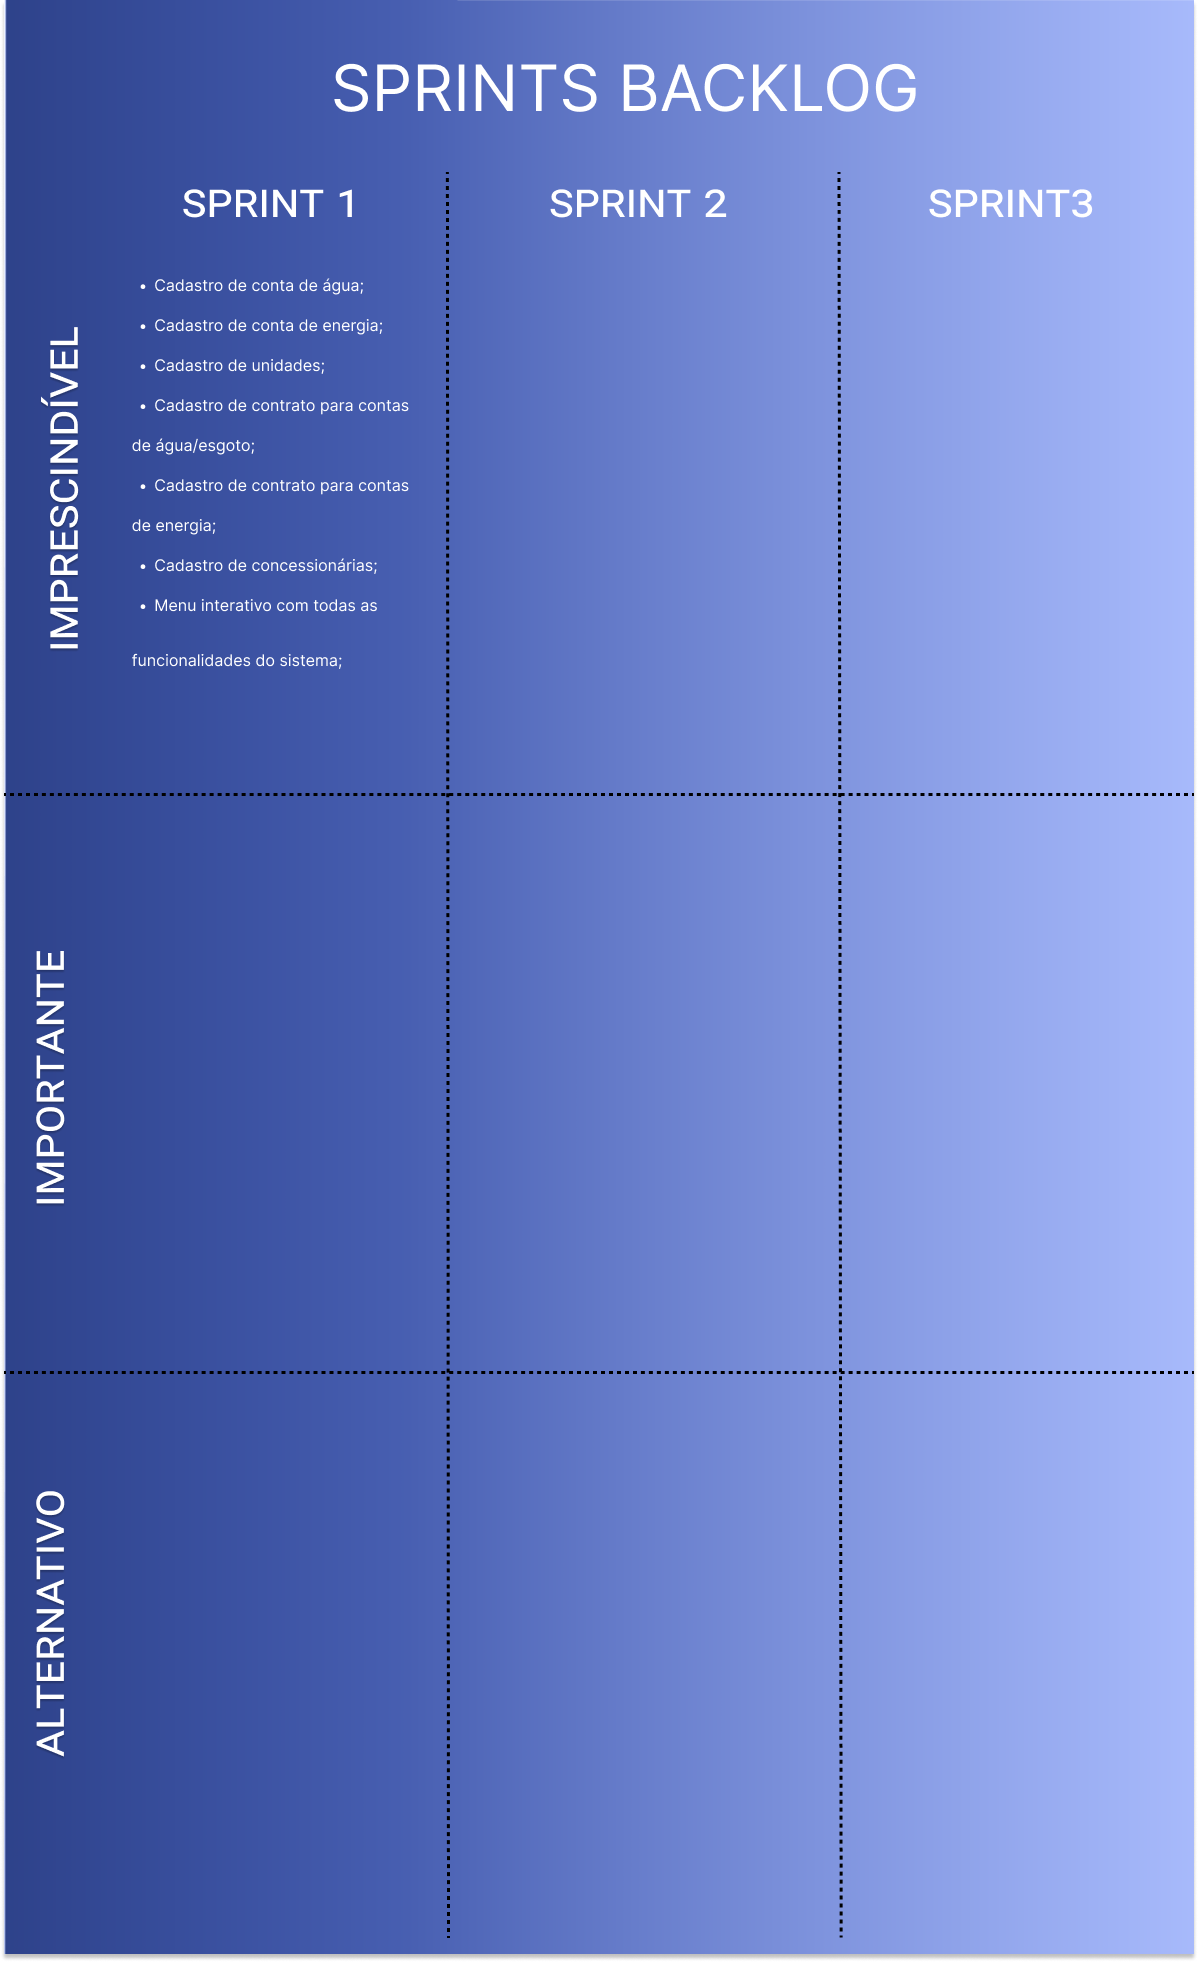 SPRINTS BACKLOG
SPRINT 1
SPRINT 2
SPRINT3
IMPRESCINDÍVEL
• Cadastro de conta de água;
• Cadastro de conta de energia;
• Cadastro de unidades;
• Cadastro de contrato para contas
de água/esgoto;
• Cadastro de contrato para contas
de energia;
• Cadastro de concessionárias;
• Menu interativo com todas as
funcionalidades do sistema;
IMPORTANTE
ALTERNATIVO